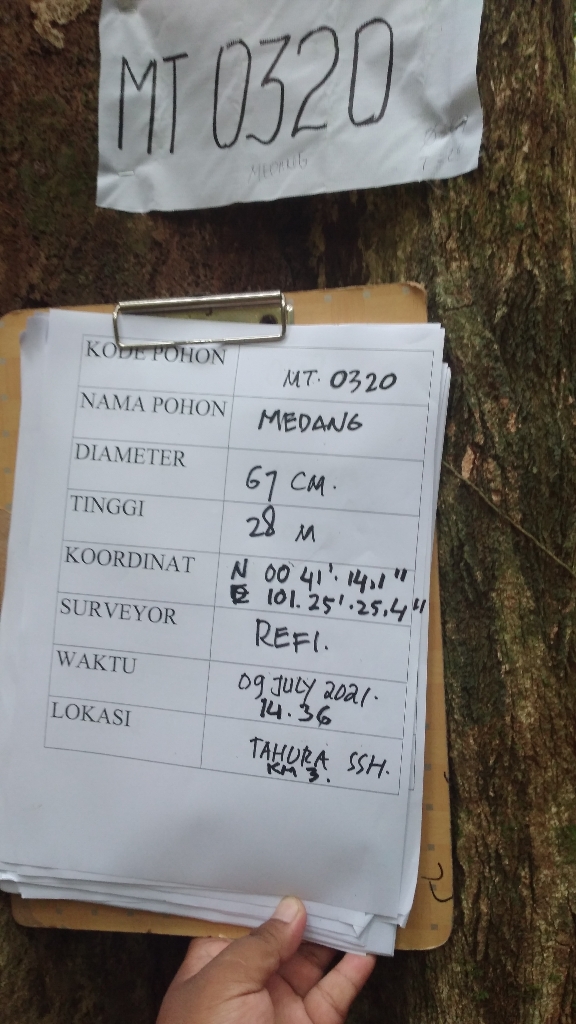 MT 0320
MEDANG
KODE POHON
MT. 0320
NAMA POHON
MEDANG
DIAMETER
67 CM.
TINGGI
28 M
KOORDINAT
N 00°41'.14,1"
E 101.25'.25,4"
SURVEYOR
REFI.
WAKTU
09 JULY 2021.
14.36
LOKASI
TAHURA SSH.
KM 3.